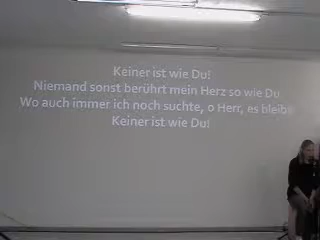 Keiner ist wie Du!
Niemand sonst berührt mein Herz so wie Du
Wo auch immer ich noch suchte, o Herr, es bleibt
Keiner ist wie Du!